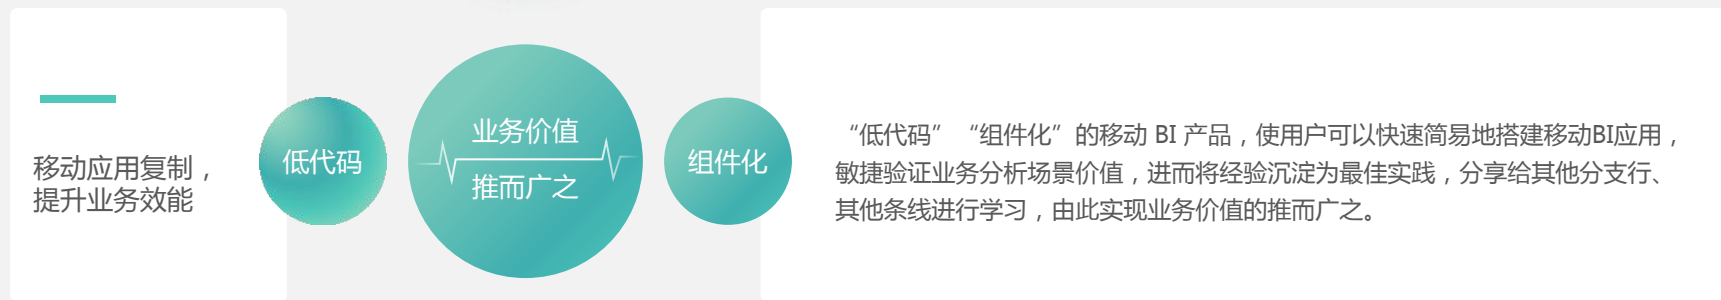 移动应用复制，
提升业务效能
低代码
业务价值
推而广之
组件化
“低代码”“组件化”的移动 BI 产品，使用户可以快速简易地搭建移动BI应用，
敏捷验证业务分析场景价值，进而将经验沉淀为最佳实践，分享给其他分支行、
其他条线进行学习，由此实现业务价值的推而广之。